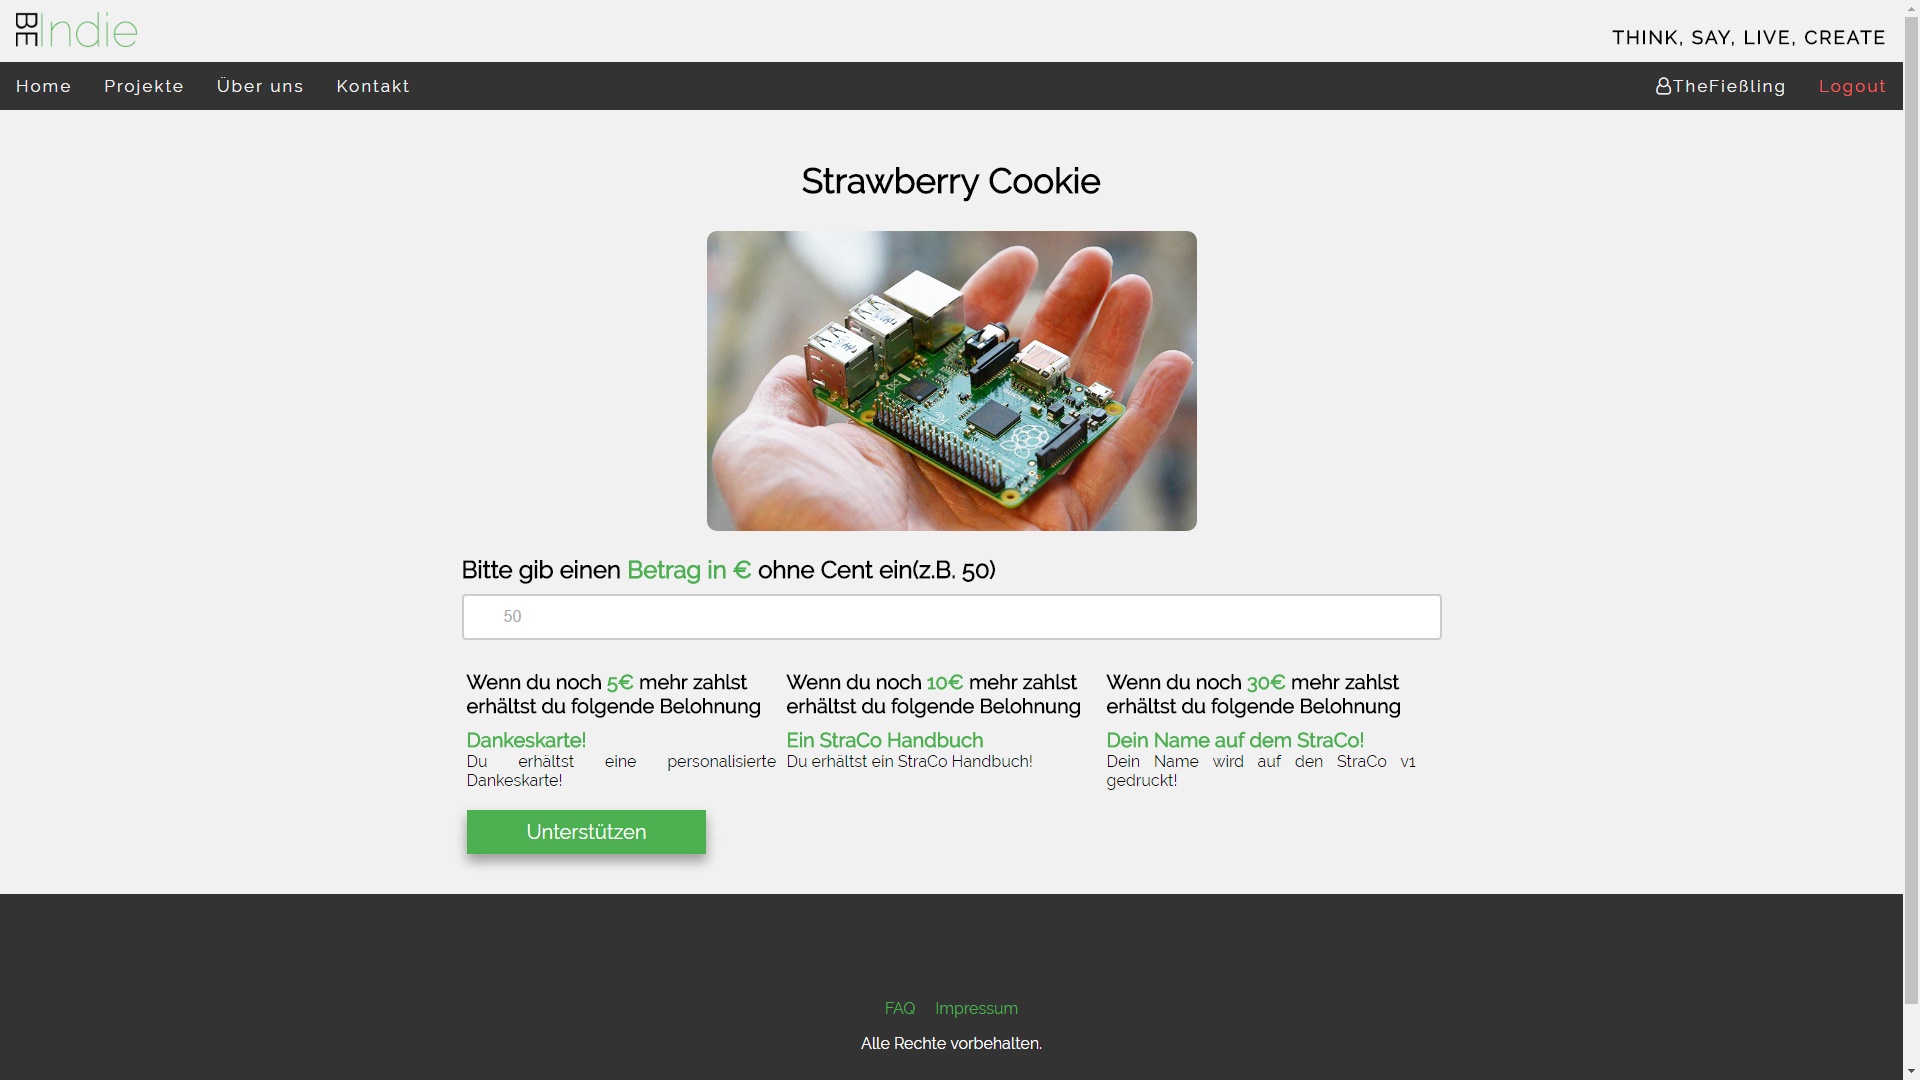 BE Indie
THINK, SAY, LIVE, CREATE
Home Projekte Über uns Kontakt
TheFießling Logout
Strawberry Cookie
Bitte gib einen Betrag in € ohne Cent ein(z.B. 50)
50
Wenn du noch 5€ mehr zahlst
erhältst du folgende Belohnung
Dankeskarte!
Du erhältst eine personalisierte
Dankeskarte!
Wenn du noch 10€ mehr zahlst
erhältst du folgende Belohnung
Ein StraCo Handbuch
Du erhältst ein StraCo Handbuch!
Wenn du noch 30€ mehr zahlst
erhältst du folgende Belohnung
Dein Name auf dem StraCo!
Dein Name wird auf den StraCo v1
gedruckt!
Unterstützen
FAQ Impressum
Alle Rechte vorbehalten.